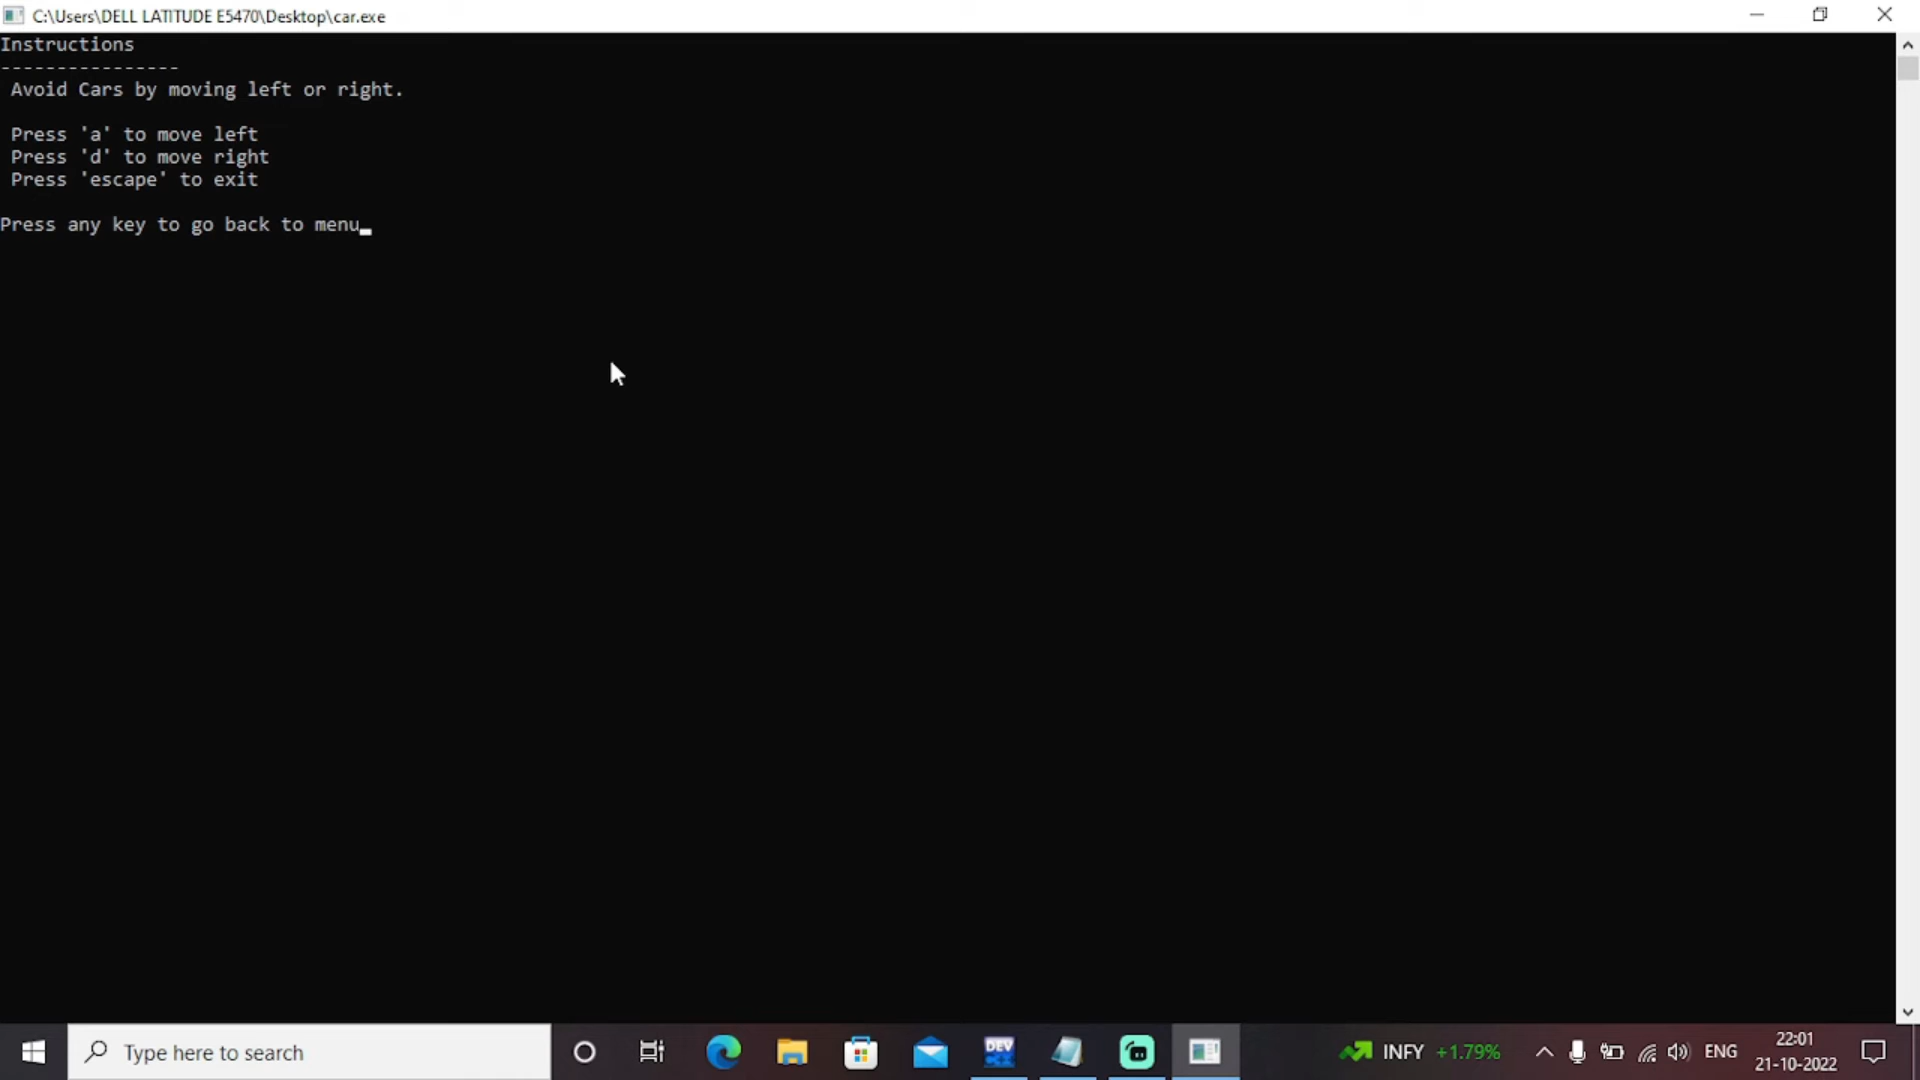 C:\Users\DELL LATITUDE E5470\Desktop\car.exe
Instructions
----------------
Avoid Cars by moving left or right.
Press 'a' to move left
Press 'd' to move right
Press 'escape' to exit
Press any key to go back to menu_
Type here to search
DEV
INFY +1.79%
ENG
22:01
21-10-2022